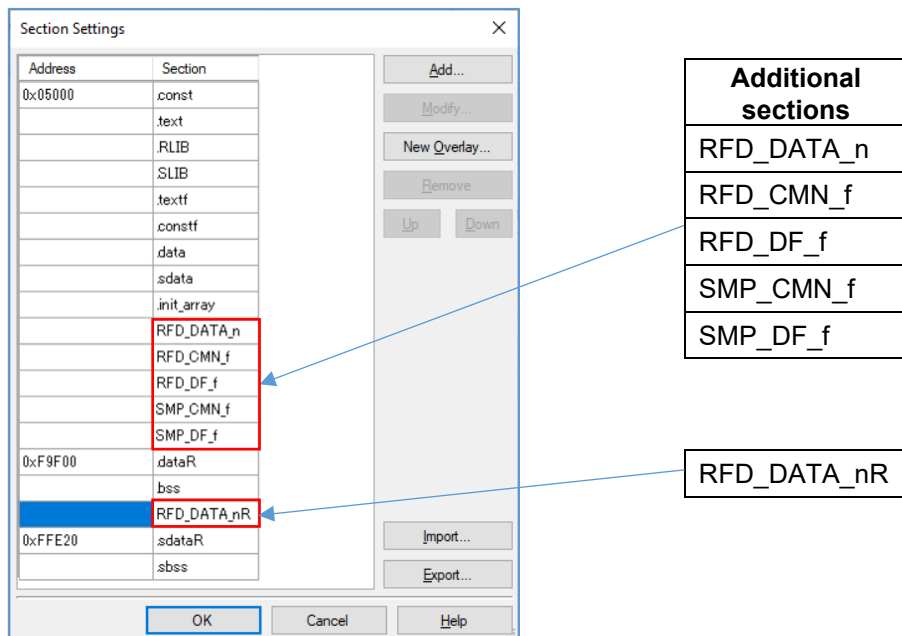 Section Settings
Address Section
0x05000 .const
.text
.RLIB
.SLIB
.textf
.constf
.data
.sdata
.init_array
RFD_DATA_n
RFD_CMN_f
RFD_DF_f
SMP_CMN_f
SMP_DF_f
0xF9F00 .dataR
.bss
RFD_DATA_nR
0xFFE20 .sdataR
.sbss
Add...
Modify...
New Overlay...
Remove
Up Down
Import...
Export...
OK Cancel Help
Additional
sections
RFD_DATA_n
RFD_CMN_f
RFD_DF_f
SMP_CMN_f
SMP_DF_f
RFD_DATA_nR